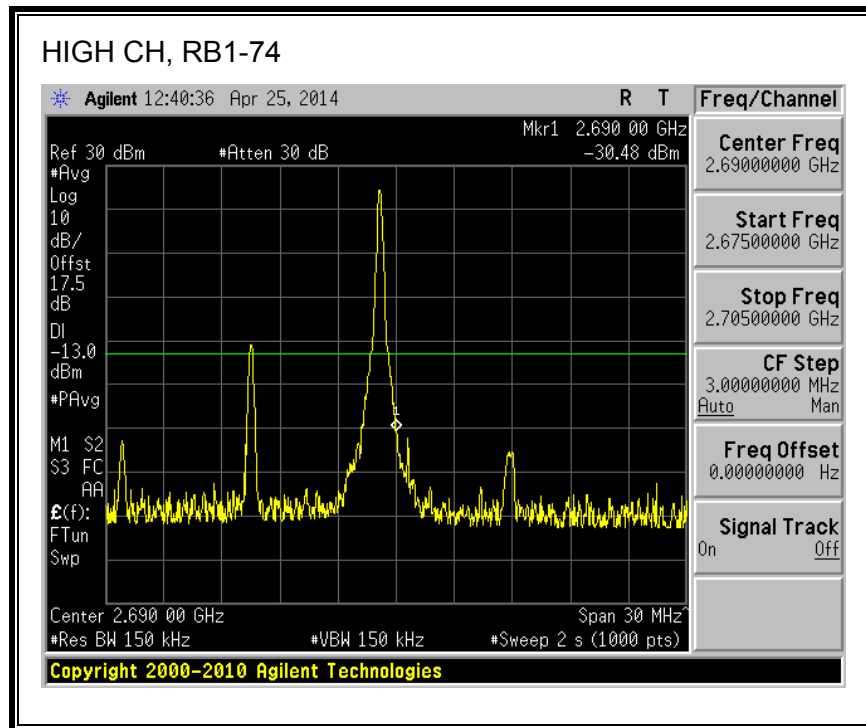 HIGH CH, RB1-74
Agilent 12:40:36 Apr 25, 2014 R T
Freq/Channel
Mkr1 2.690 00 GHz
Ref 30 dBm #Atten 30 dB -30.48 dBm
#Avg
Log
10
dB/
Offst
17.5
dB
DI
-13.0
dBm
#PAvg
M1 S2
S3 FC
AA
£(f):
FTun
Swp
1
Center 2.690 00 GHz Span 30 MHz^
#Res BW 150 kHz #VBW 150 kHz #Sweep 2 s (1000 pts)
Center Freq
2.69000000 GHz
Start Freq
2.67500000 GHz
Stop Freq
2.70500000 GHz
CF Step
3.00000000 MHz
Auto Man
Freq Offset
0.00000000 Hz
Signal Track
On Off
Copyright 2000-2010 Agilent Technologies